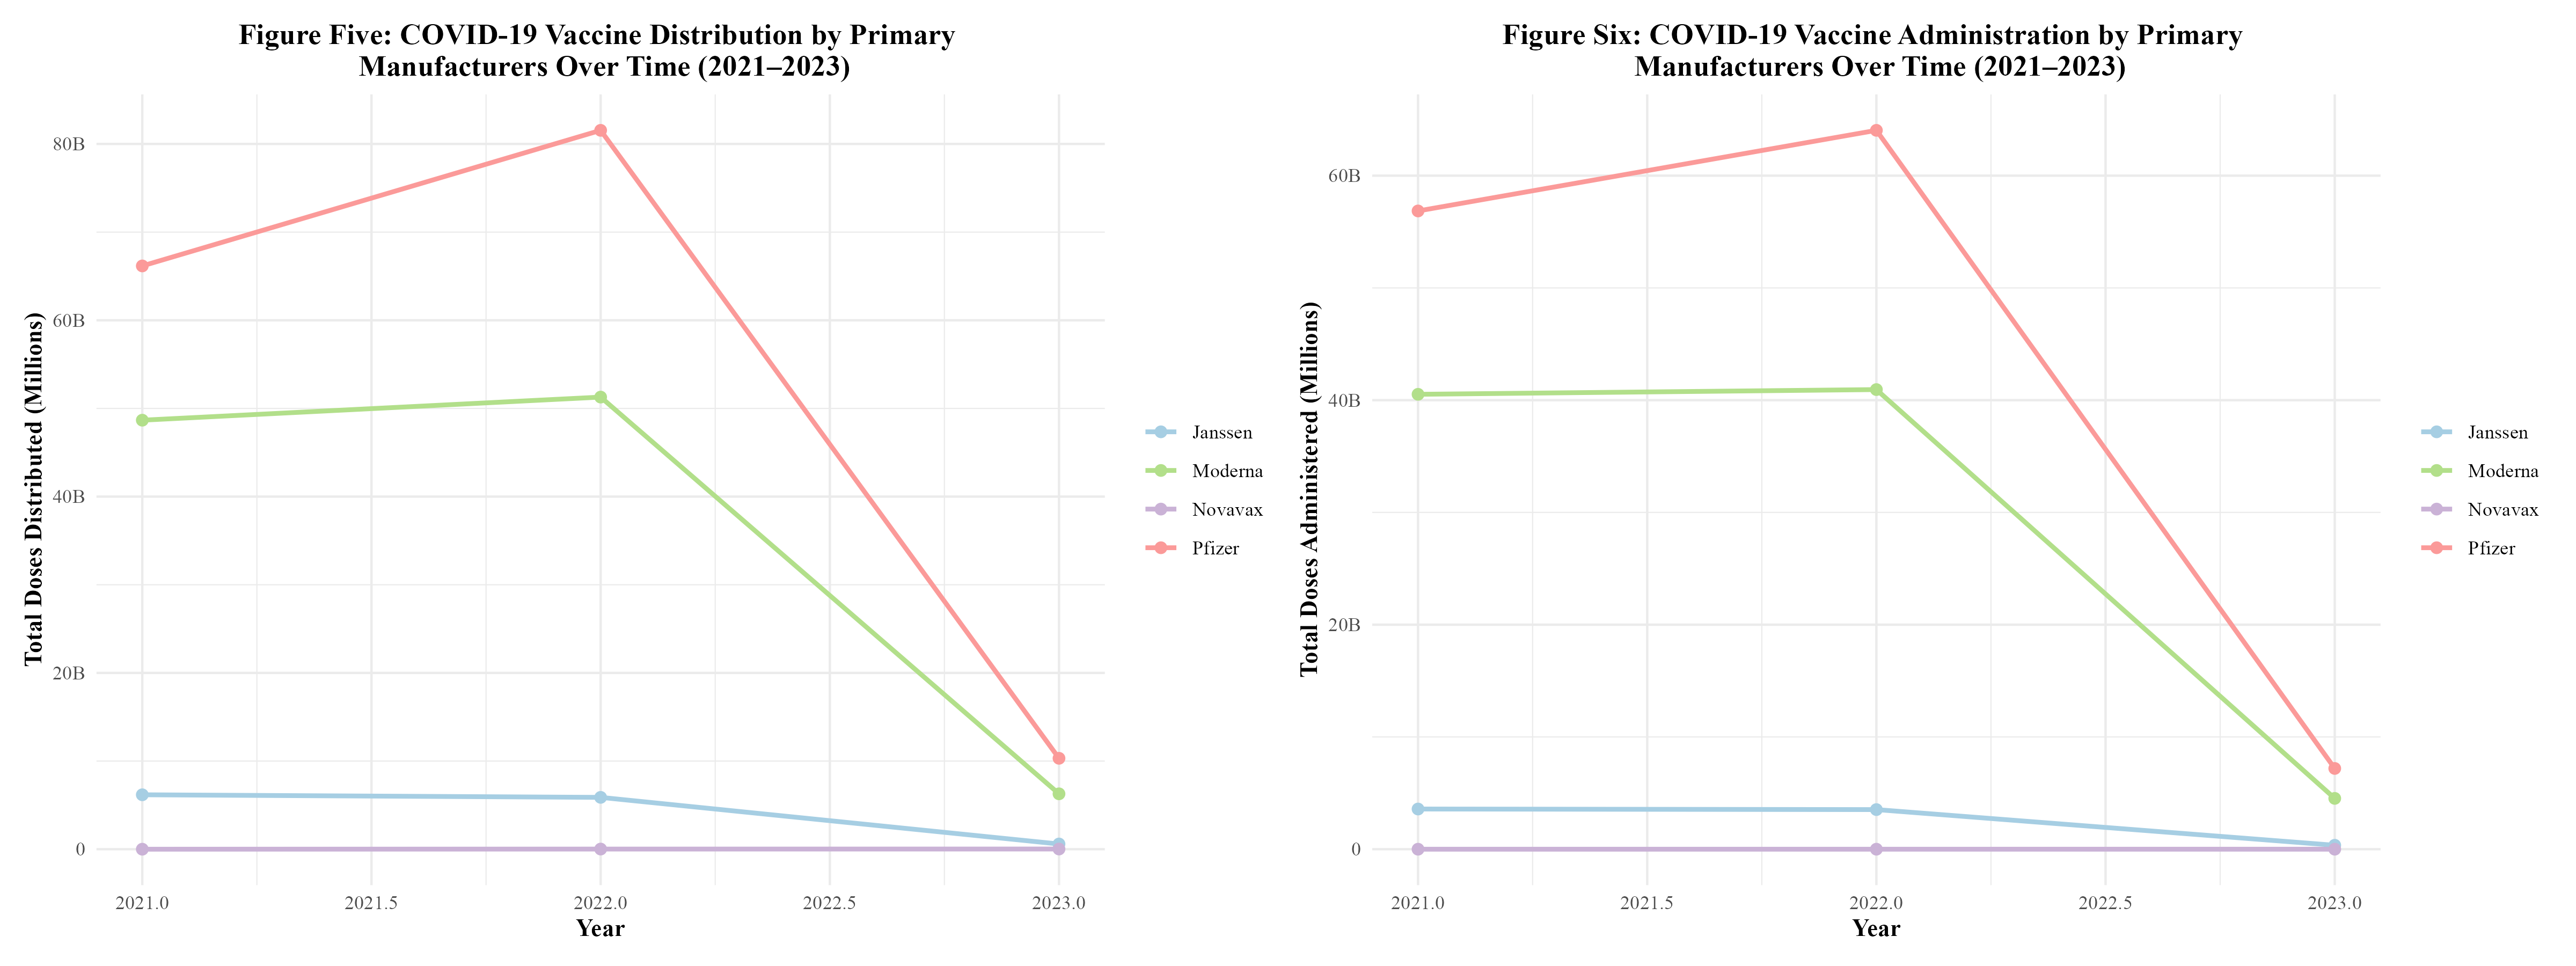 Figure Five: COVID-19 Vaccine Distribution by Primary
Manufacturers Over Time (2021–2023)
Total Doses Distributed (Millions)
80B
60B
40B
20B
0
2021.0
2021.5
2022.0
2022.5
2023.0
Year
Janssen
Moderna
Novavax
Pfizer
Figure Six: COVID-19 Vaccine Administration by Primary
Manufacturers Over Time (2021–2023)
Total Doses Administered (Millions)
60B
40B
20B
0
2021.0
2021.5
2022.0
2022.5
2023.0
Year
Janssen
Moderna
Novavax
Pfizer